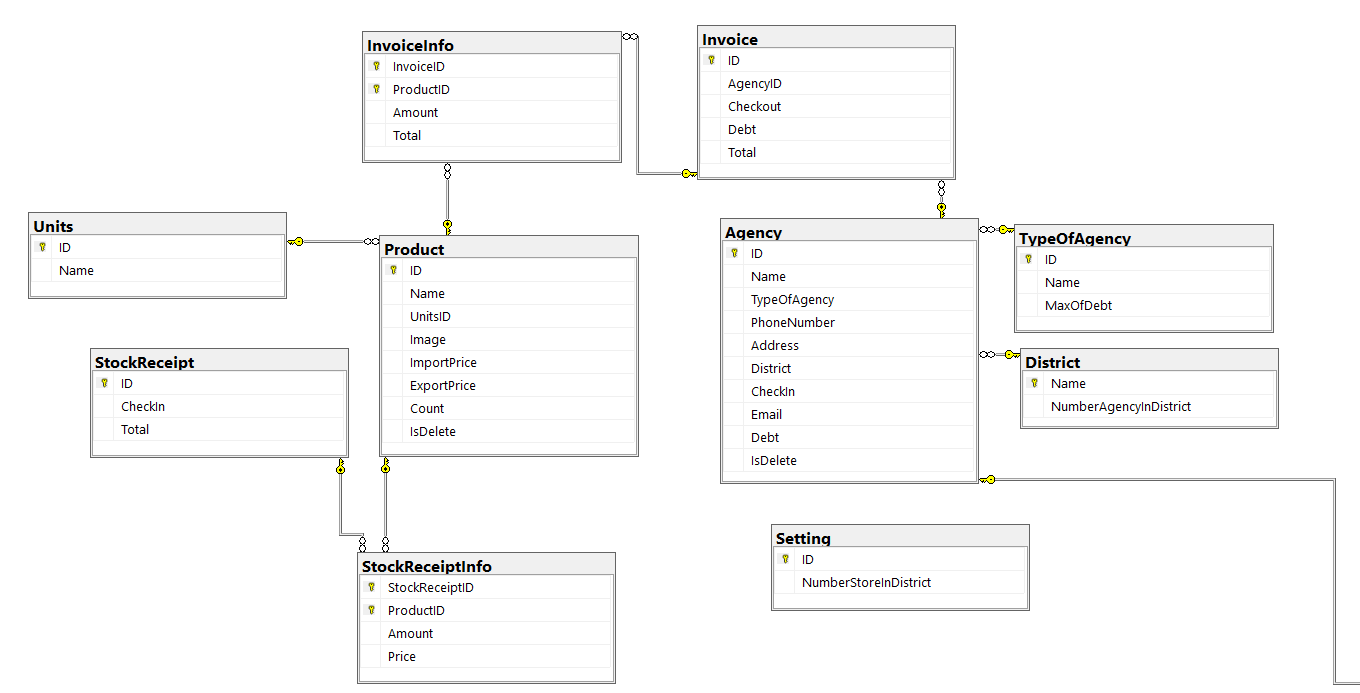 InvoiceInfo
InvoiceID
ProductID
Amount
Total
Invoice
ID
AgencyID
Checkout
Debt
Total
Units
ID
Name
Product
ID
Name
UnitsID
Image
ImportPrice
ExportPrice
Count
IsDelete
Agency
ID
Name
TypeOfAgency
PhoneNumber
Address
District
CheckIn
Email
Debt
IsDelete
TypeOfAgency
ID
Name
MaxOfDebt
StockReceipt
ID
CheckIn
Total
District
Name
NumberAgencyInDistrict
Setting
ID
NumberStoreInDistrict
StockReceiptInfo
StockReceiptID
ProductID
Amount
Price